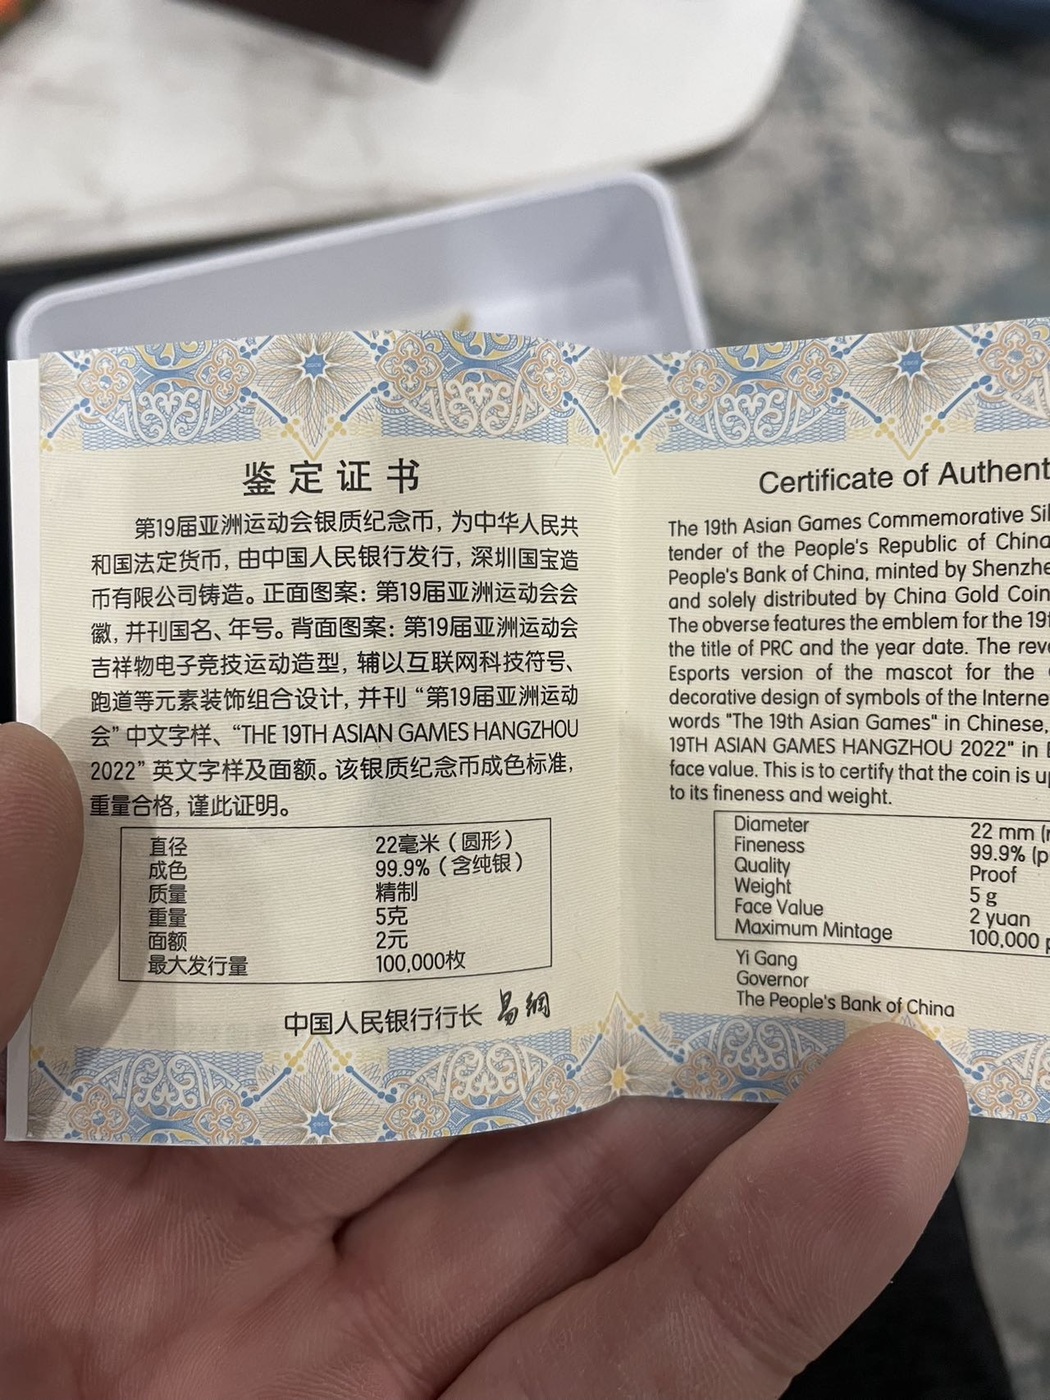 鉴定证书
第19届亚洲运动会银质纪念币，为中华人民共
和国法定货币，由中国人民银行发行，深圳国宝造
币有限公司铸造。正面图案：第19届亚洲运动会会
徽，并刊国名、年号。背面图案：第19届亚洲运动会
吉祥物电子竞技运动造型，辅以互联网科技符号、
跑道等元素装饰组合设计，并刊“第19届亚洲运动
会”中文字样、“THE 19TH ASIAN GAMES HANGZHOU
2022”英文字样及面额。该银质纪念币成色标准，
重量合格，谨此证明。
直径 22毫米（圆形）
成色 99.9%（含纯银）
质量 精制
重量 5克
面额 2元
最大发行量 100,000枚
中国人民银行行长 易纲
Certificate of
The 19th Asian Games Commemorative
tender of the People's Republic of China
People's Bank of China, minted by
and solely distributed by China Gold Coin
The obverse features the emblem for the
the title of PRC and the year date. The
Esports version of the mascot for the
decorative design of symbols of the
words "The 19th Asian Games" in Chinese,
19TH ASIAN GAMES HANGZHOU 2022" in
face value. This is to certify that the coin is
to its fineness and weight.
Diameter 22 mm
Fineness 99.9%
Quality Proof
Weight 5 g
Face Value 2 yuan
Maximum Mintage 100,000
Yi Gang
Governor
The People's Bank of China